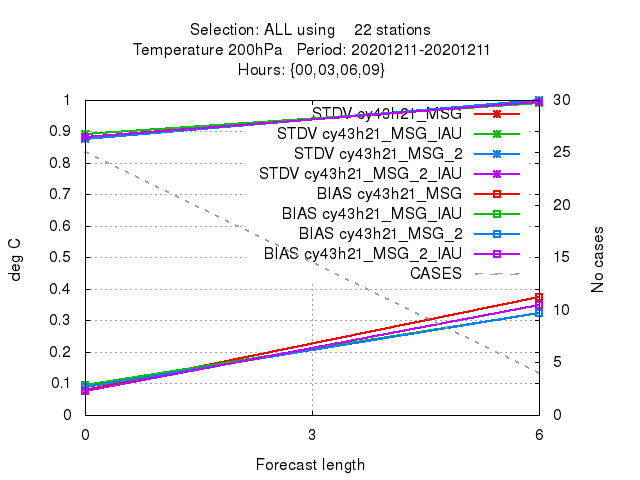 Selection: ALL using 22 stations
Temperature 200hPa Period: 20201211-20201211
Hours: {00,03,06,09}
STDV cy43h21_MSG
STDV cy43h21_MSG_IAU
STDV cy43h21_MSG_2
STDV cy43h21_MSG_2_IAU
BIAS cy43h21_MSG
BIAS cy43h21_MSG_IAU
BIAS cy43h21_MSG_2
BIAS cy43h21_MSG_2_IAU
CASES
deg C
1
0.9
0.8
0.7
0.6
0.5
0.4
0.3
0.2
0.1
0
No cases
30
25
20
15
10
5
0
0 3 6
Forecast length